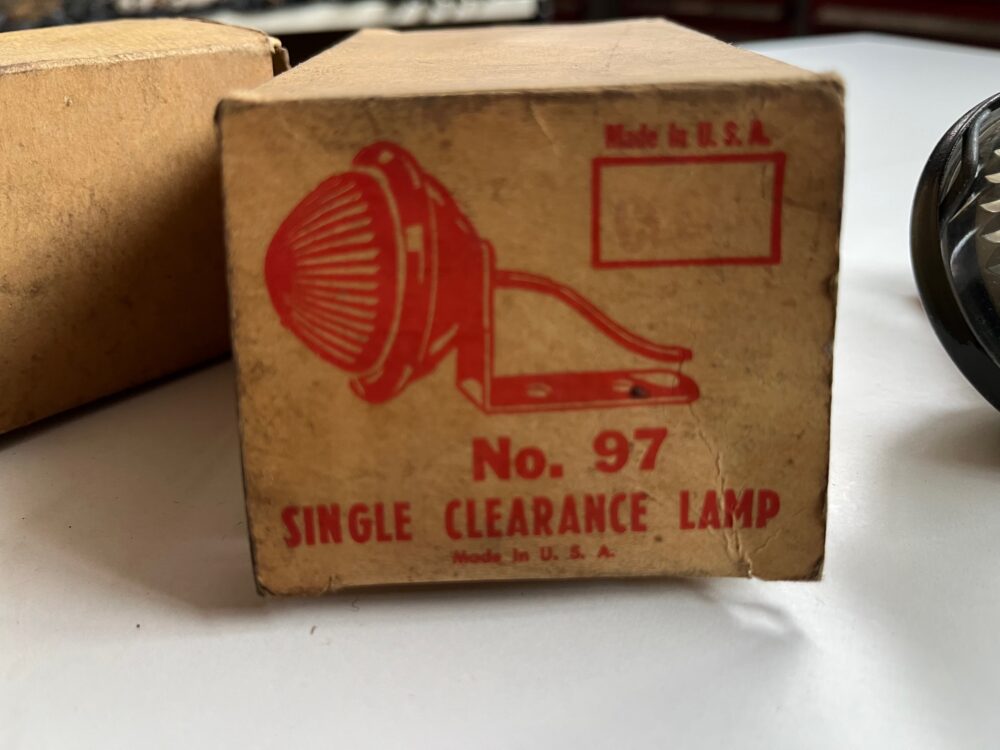 Made in U. S. A.
No. 97
SINGLE CLEARANCE LAMP
Made in U. S. A.